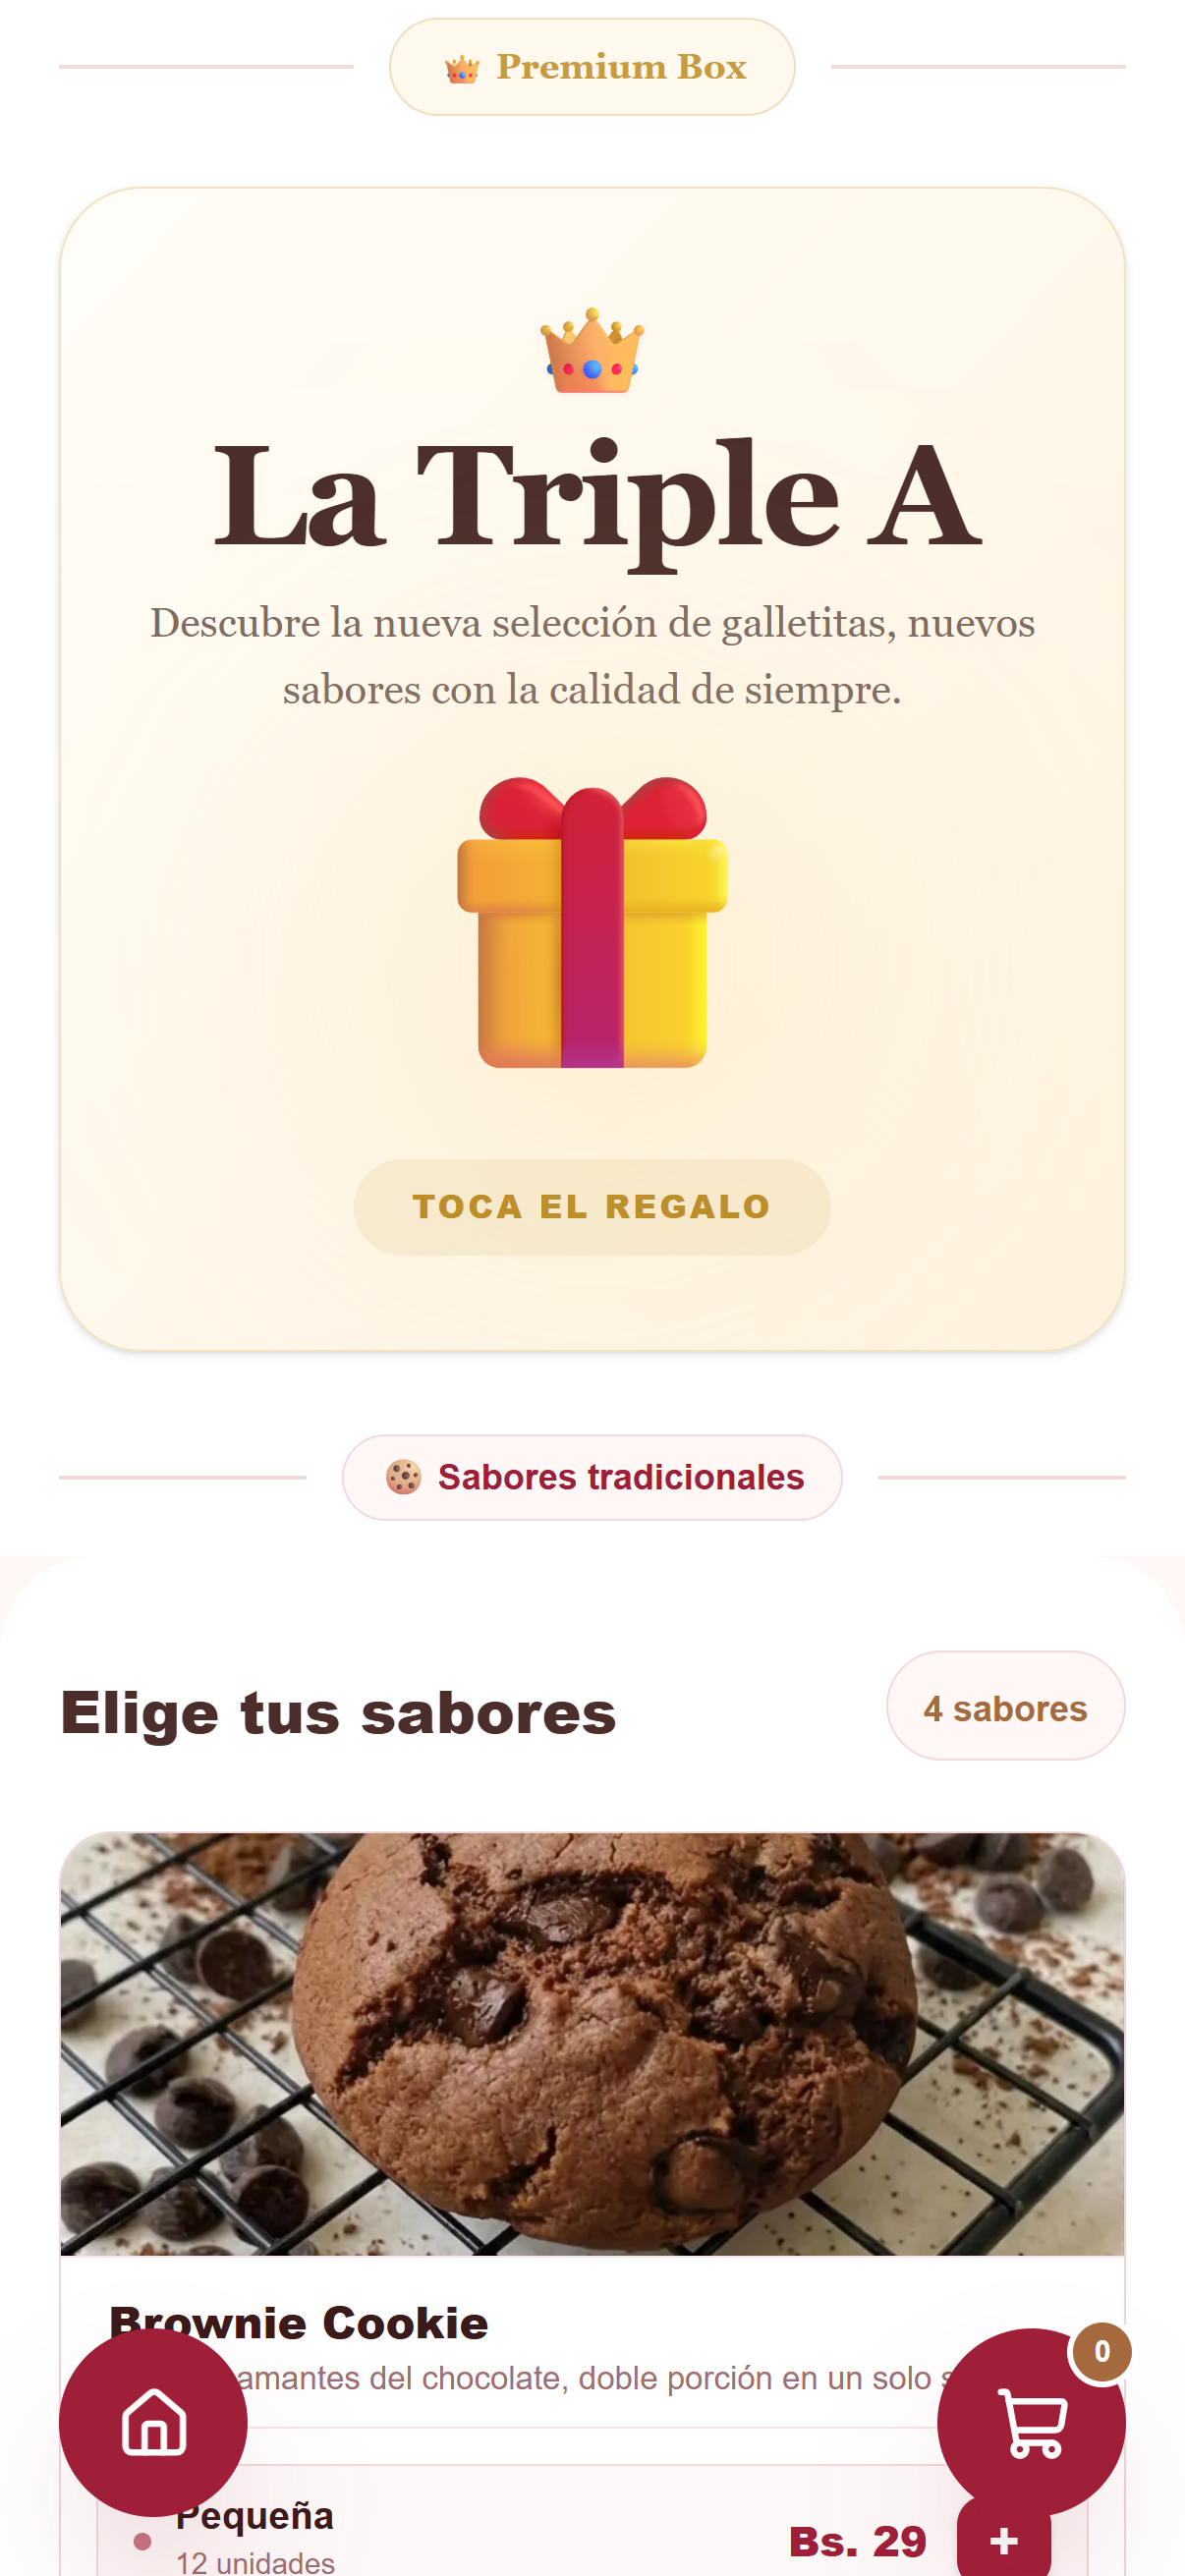 Premium Box
La Triple A
Descubre la nueva selección de galletitas, nuevos
sabores con la calidad de siempre.
TOCA EL REGALO
Sabores tradicionales
Elige tus sabores
4 sabores
Brownie Cookie
amantes del chocolate, doble porción en un solo
0
Pequeña
12 unidades
Bs. 29
+